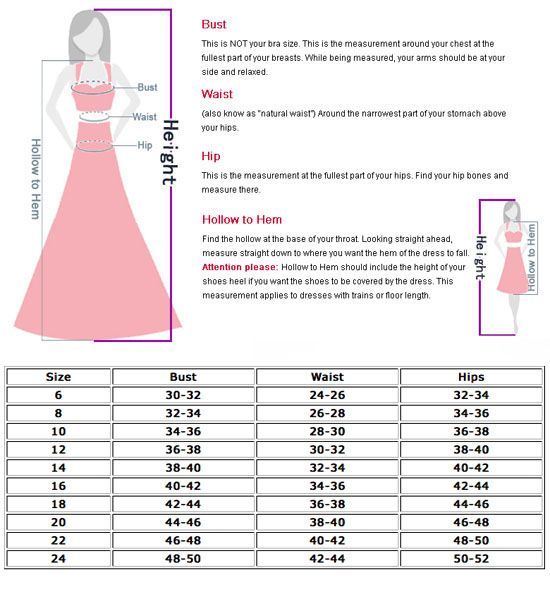 Bust
This is NOT your bra size. This is the measurement around your chest at the
fullest part of your breasts. While being measured, your arms should be at your
side and relaxed.
Waist
(also know as "natural waist") Around the narrowest part of your stomach above
your hips.
Hip
This is the measurement at the fullest part of your hips. Find your hip bones and
measure there.
Hollow to Hem
Find the hollow at the base of your throat. Looking straight ahead,
measure straight down to where you want the hem of the dress to fall.
Attention please: Hollow to Hem should include the height of your
shoes heel if you want the shoes to be covered by the dress. This
measurement applies to dresses with trains or floor length.
Bust
Waist
Hip
Height
Hollow to Hem
Height
Hollow to Hem
Size Bust Waist Hips
6 30-32 24-26 32-34
8 32-34 26-28 34-36
10 34-36 28-30 36-38
12 36-38 30-32 38-40
14 38-40 32-34 40-42
16 40-42 34-36 42-44
18 42-44 36-38 44-46
20 44-46 38-40 46-48
22 46-48 40-42 48-50
24 48-50 42-44 50-52